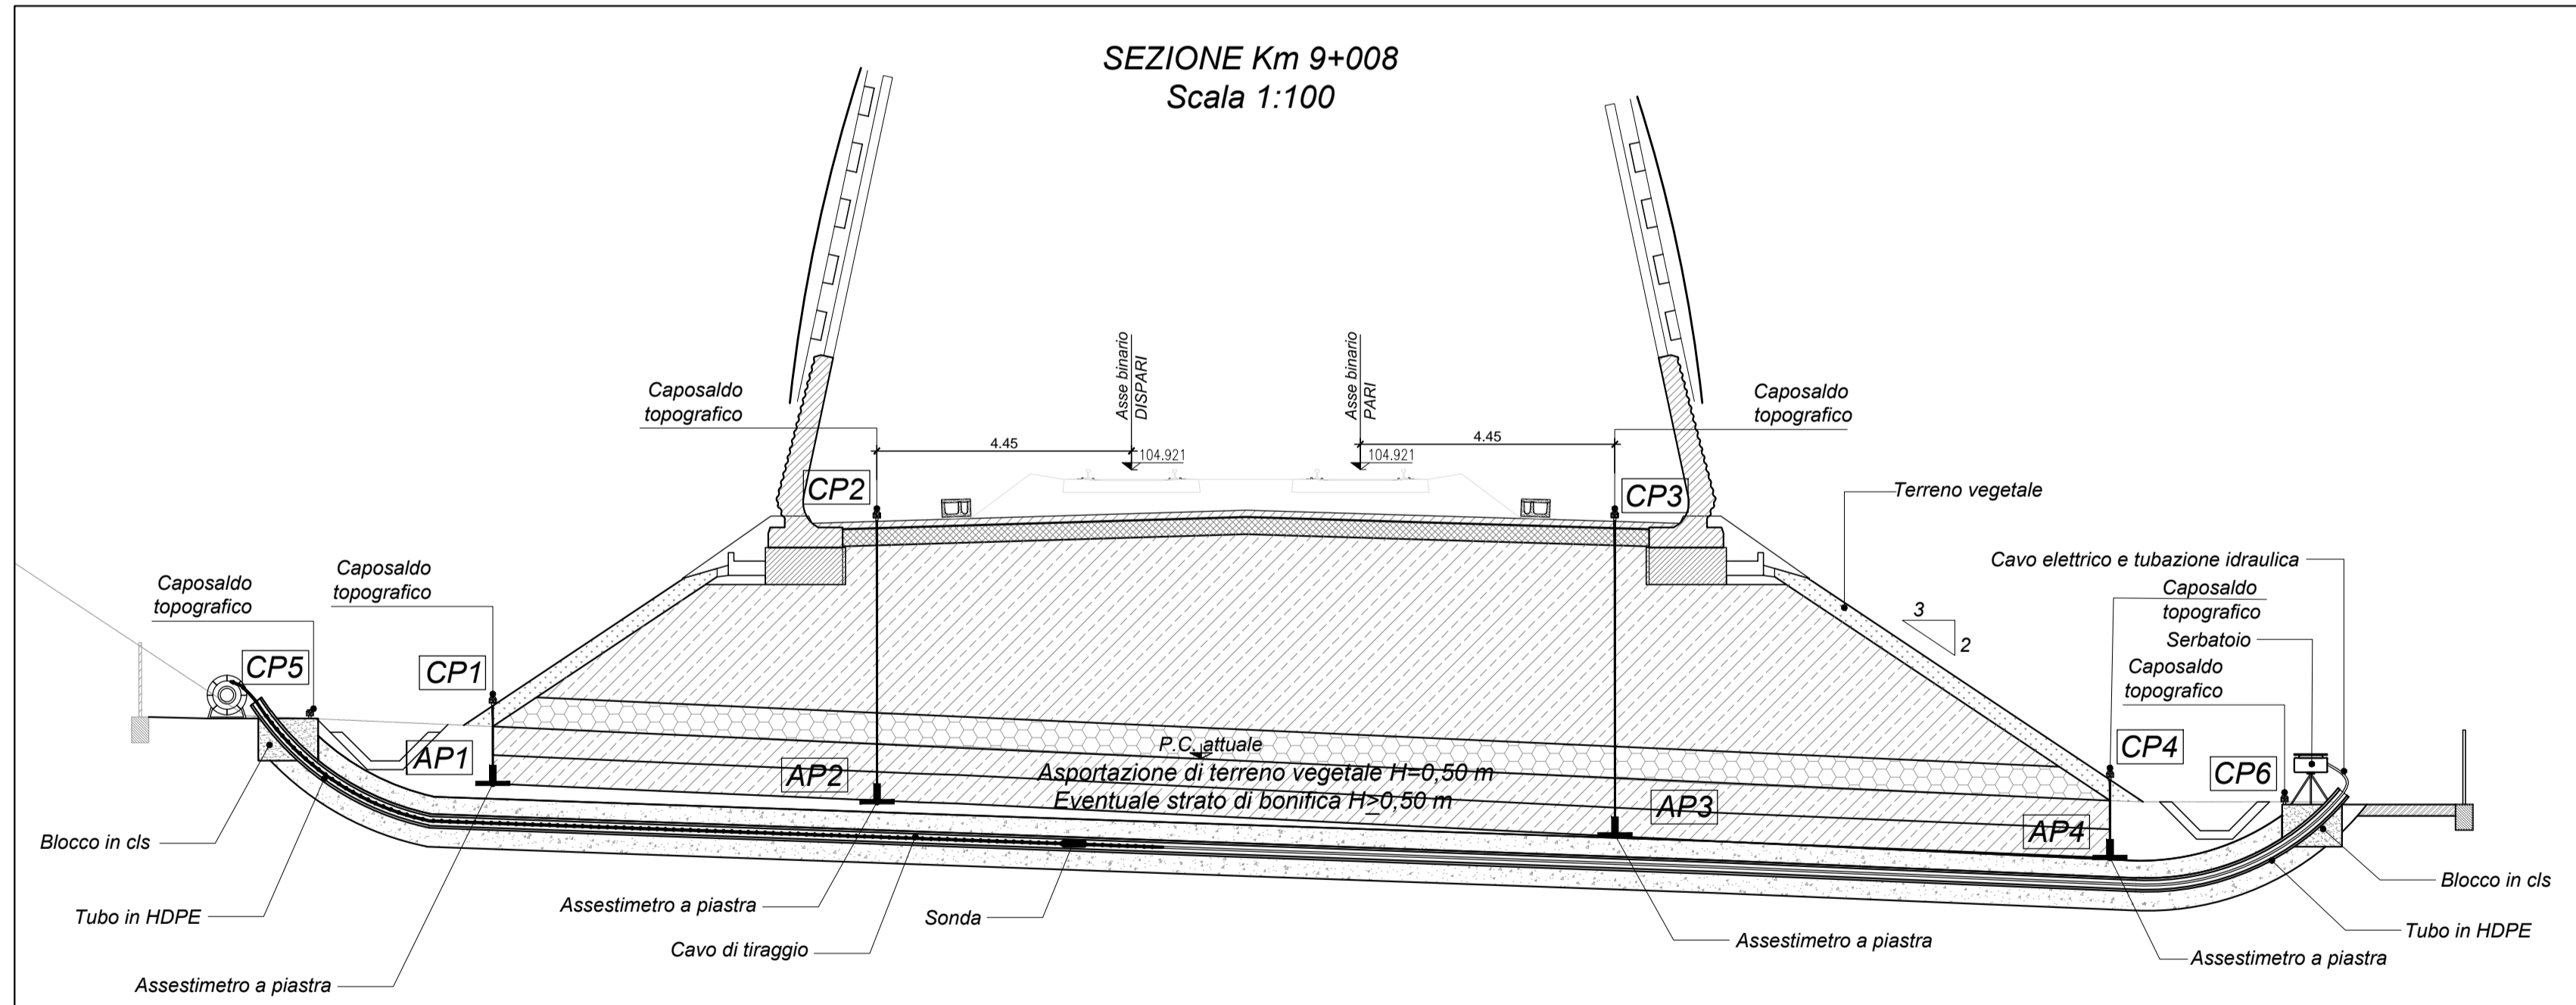 SEZIONE Km 9+008
Scala 1:100
Caposaldo
topografico
Asse binario
DISPARI
Asse binario
PARI
Caposaldo
topografico
4.45
4.45
104.921
104.921
CP2
CP3
Terreno vegetale
Cavo elettrico e tubazione idraulica
Caposaldo
topografico
Caposaldo
topografico
Caposaldo
topografico
Serbatoio
Caposaldo
topografico
3
2
CP5
CP1
AP1
AP2
P.C. attuale
Asportazione di terreno vegetale H=0,50 m
Eventuale strato di bonifica H≥0,50 m
AP3
CP4
CP6
AP4
Blocco in cls
Tubo in HDPE
Assestimetro a piastra
Assestimetro a piastra
Cavo di tiraggio
Sonda
Assestimetro a piastra
Blocco in cls
Tubo in HDPE
Assestimetro a piastra